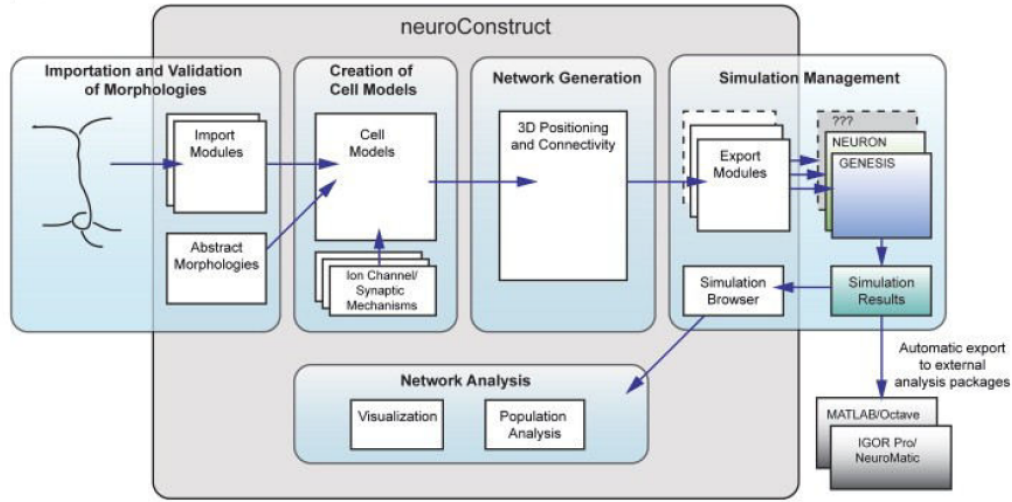 neuroConstruct
Importation and Validation
of Morphologies
Import
Modules
Abstract
Morphologies
Creation of
Cell Models
Cell
Models
Ion Channel/
Synaptic
Mechanisms
Network Generation
3D Positioning
and Connectivity
Simulation Management
Export
Modules
???
NEURON
GENESIS
Simulation
Browser
Simulation
Results
Automatic export
to external
analysis packages
MATLAB/Octave
IGOR Pro/
NeuroMatic
Network Analysis
Visualization
Population
Analysis